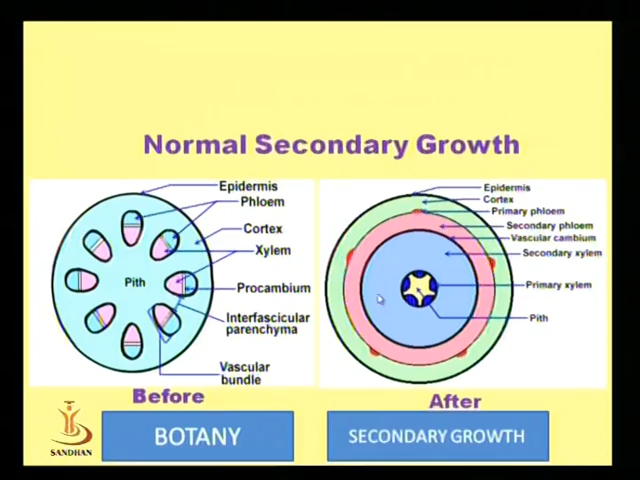 Normal Secondary Growth
Epidermis
Phloem
Cortex
Xylem
Pith
Procambium
Interfascicular
parenchyma
Vascular
bundle
Before
Epidermis
Cortex
Primary phloem
Secondary phloem
Vascular cambium
Secondary xylem
Primary xylem
Pith
After
SANDHAN
BOTANY
SECONDARY GROWTH